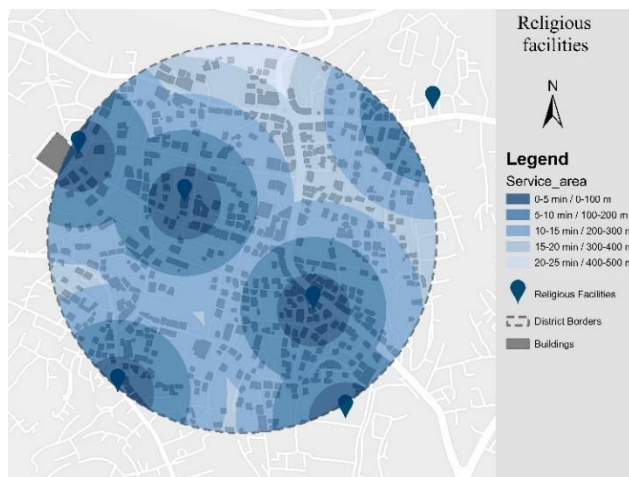 Religious
facilities
N
Legend
Service_area
0-5 min / 0-100 m
5-10 min / 100-200 m
10-15 min / 200-300 m
15-20 min / 300-400 m
20-25 min / 400-500 m
Religious Facilities
District Borders
Buildings